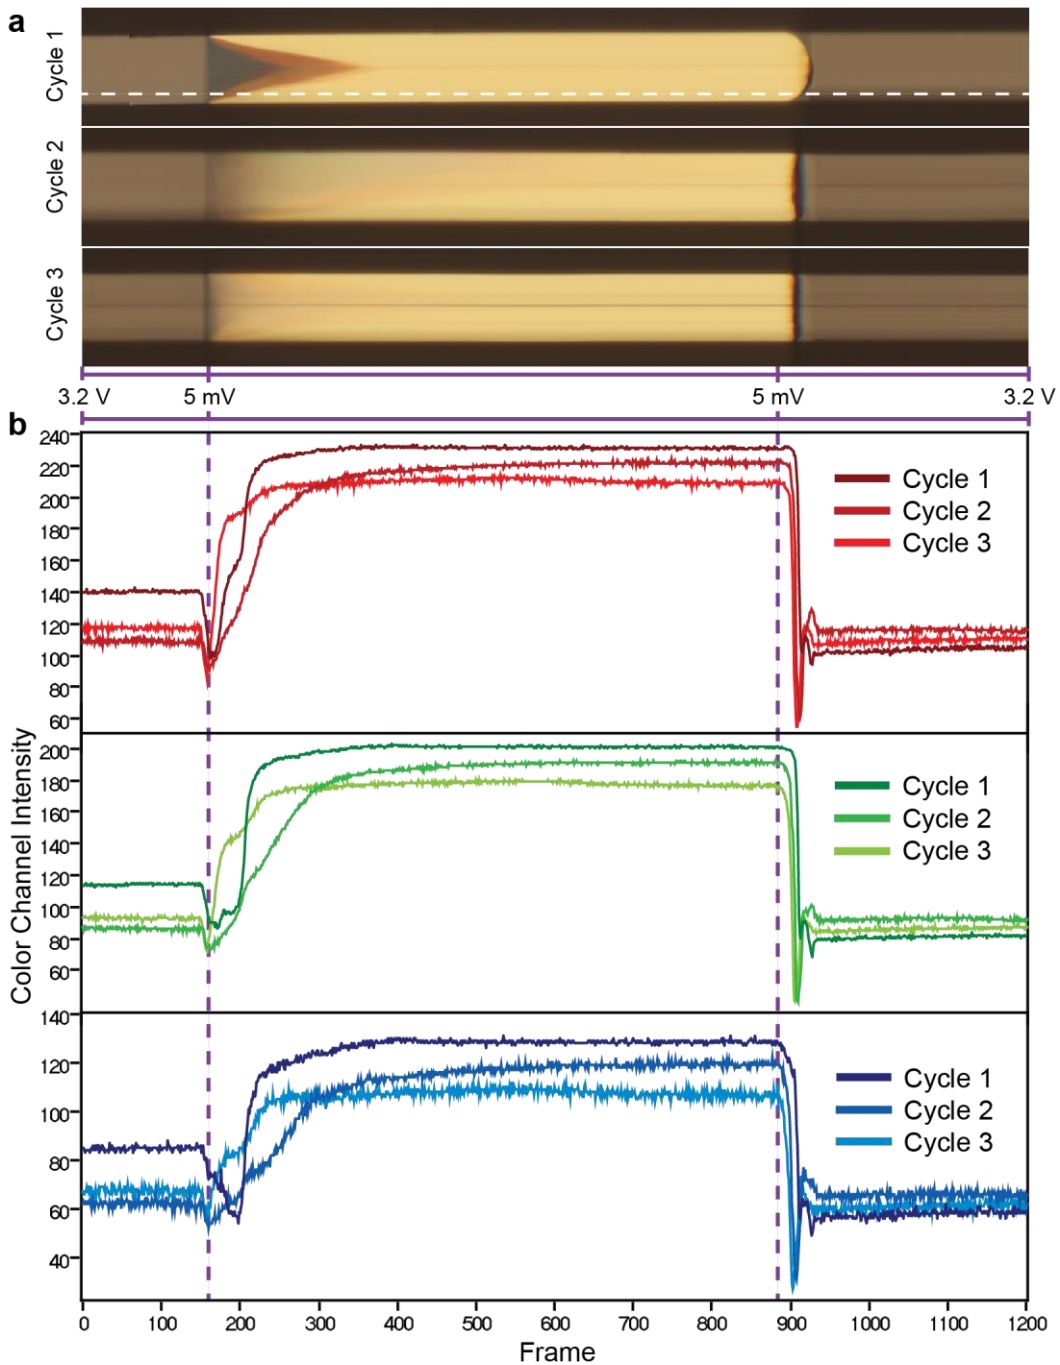 a
Cycle 1
Cycle 2
Cycle 3
3.2 V 5 mV 5 mV 3.2 V
b
240
220
200
180
160
140
120
100
80
60
Cycle 1
Cycle 2
Cycle 3
200
180
160
140
120
100
80
60
Cycle 1
Cycle 2
Cycle 3
140
120
100
80
60
40
Cycle 1
Cycle 2
Cycle 3
Color Channel Intensity
0 100 200 300 400 500 600 700 800 900 1000 1100 1200
Frame